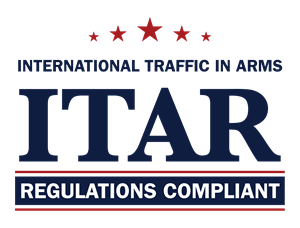 INTERNATIONAL TRAFFIC IN ARMS
ITAR
REGULATIONS COMPLIANT